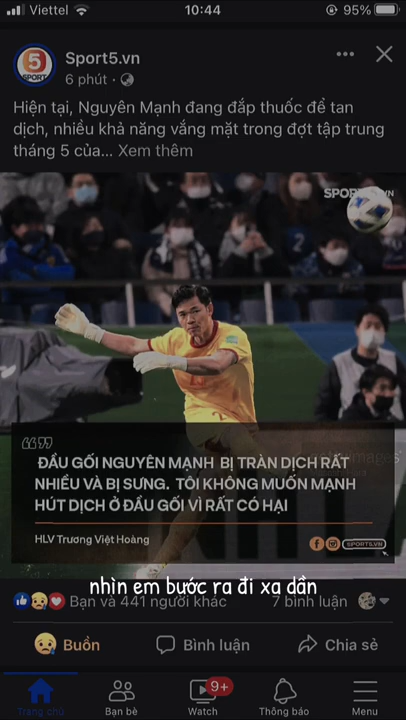 Viettel
10:44
95%
5
SPORT
Sport5.vn
6 phút
Hiện tại, Nguyên Mạnh đang đắp thuốc để tan
dịch, nhiều khả năng vắng mặt trong đợt tập trung
tháng 5 của... Xem thêm
ĐẦU GỐI NGUYÊN MẠNH BỊ TRÀN DỊCH RẤT
NHIỀU VÀ BỊ SƯNG. TÔI KHÔNG MUỐN MẠNH
HÚT DỊCH Ở ĐẦU GỐI VÌ RẤT CÓ HẠI
HLV Trương Việt Hoàng
SPORT5.VN
nhìn em bước ra đi xa dần
Bạn và 441 người khác
7 bình luận
Buồn
Bình luận
Chia sẻ
9+
Trang chủ
Bạn bè
Watch
Thông báo
Menu